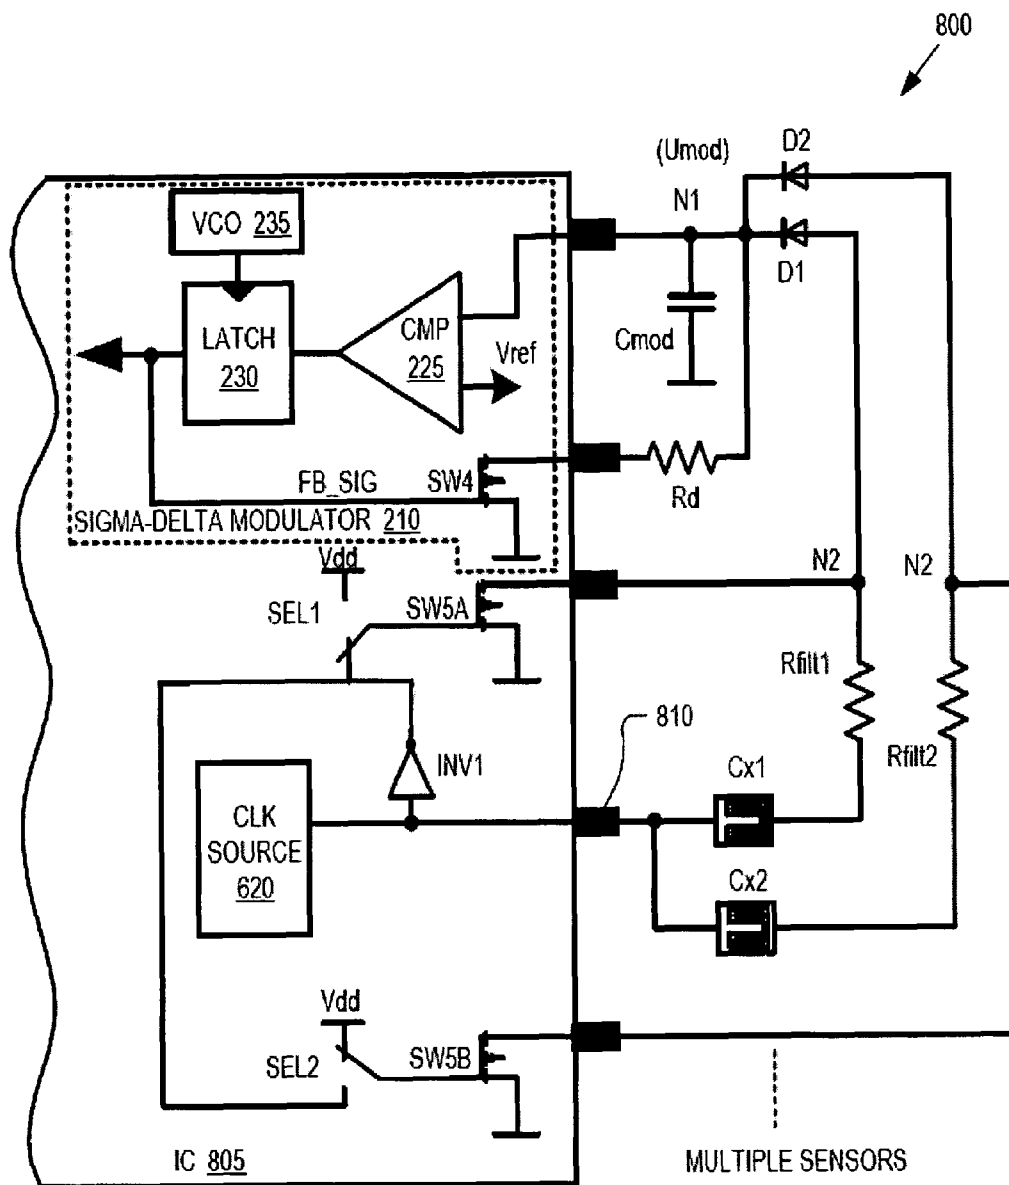 800
(Umod)
D2
N1
D1
VCO 235
LATCH
230
CMP
225
Vref
Cmod
FB_SIG
SW4
Rd
SIGMA-DELTA MODULATOR 210
Vdd
SEL1
SW5A
N2
N2
Rfilt1
Rfilt2
810
INV1
Cx1
CLK
SOURCE
620
Cx2
Vdd
SEL2
SW5B
IC 805
MULTIPLE SENSORS